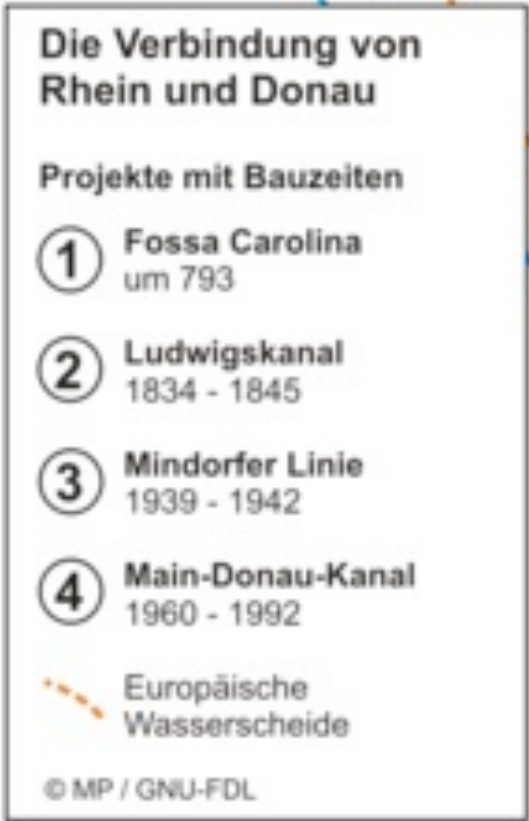 Die Verbindung von
Rhein und Donau
Projekte mit Bauzeiten
1 Fossa Carolina
um 793
2 Ludwigskanal
1834 - 1845
3 Mindorfer Linie
1939 - 1942
4 Main-Donau-Kanal
1960 - 1992
Europäische
Wasserscheide
© MP / GNU-FDL